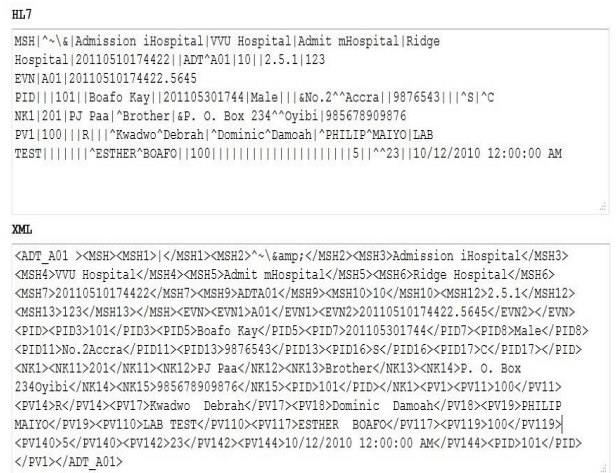 HL7
MSH|^~\&|Admission iHospital|VVU Hospital|Admit mHospital|Ridge
Hospital|20110510174422||ADT^A01|10||2.5.1|123
EVN|A01|20110510174422.5645
PID|||101||Boafo Kay||201105301744|Male|||&No.2^^Accra||9876543|||^S|^C
NK1|201|PJ Paa|^Brother|&P. O. Box 234^^Oyibi|985678909876
PV1|100|||R|||^Kwadwo^Debrah|^Dominic^Damoah|^PHILIP^MAIYO|LAB
TEST|||||||^ESTHER^BOAFO||100|||||||||||||||||||||5||^^23||10/12/2010 12:00:00 AM
XML
<ADT_A01 ><MSH><MSH1>|</MSH1><MSH2>^~\&amp;</MSH2><MSH3>Admission iHospital</MSH3>
<MSH4>VVU Hospital</MSH4><MSH5>Admit mHospital</MSH5><MSH6>Ridge Hospital</MSH6>
<MSH7>20110510174422</MSH7><MSH9>ADTA01</MSH9><MSH10>10</MSH10><MSH12>2.5.1</MSH12>
<MSH13>123</MSH13></MSH><EVN><EVN1>A01</EVN1><EVN2>20110510174422.5645</EVN2></EVN>
<PID><PID3>101</PID3><PID5>Boafo Kay</PID5><PID7>201105301744</PID7><PID8>Male</PID8>
<PID11>No.2Accra</PID11><PID13>9876543</PID13><PID16>S</PID16><PID17>C</PID17></PID>
<NK1><NK11>201</NK11><NK12>PJ Paa</NK12><NK13>Brother</NK13><NK14>P. O. Box
234Oyibi</NK14><NK15>985678909876</NK15><PID>101</PID></NK1><PV1><PV11>100</PV11>
<PV14>R</PV14><PV17>Kwadwo  Debrah</PV17><PV18>Dominic  Damoah</PV18><PV19>PHILIP
MAIYO</PV19><PV110>LAB TEST</PV110><PV117>ESTHER  BOAFO</PV117><PV119>100</PV119>
<PV140>5</PV140><PV142>23</PV142><PV144>10/12/2010 12:00:00 AM</PV144><PID>101</PID>
</PV1></ADT_A01>